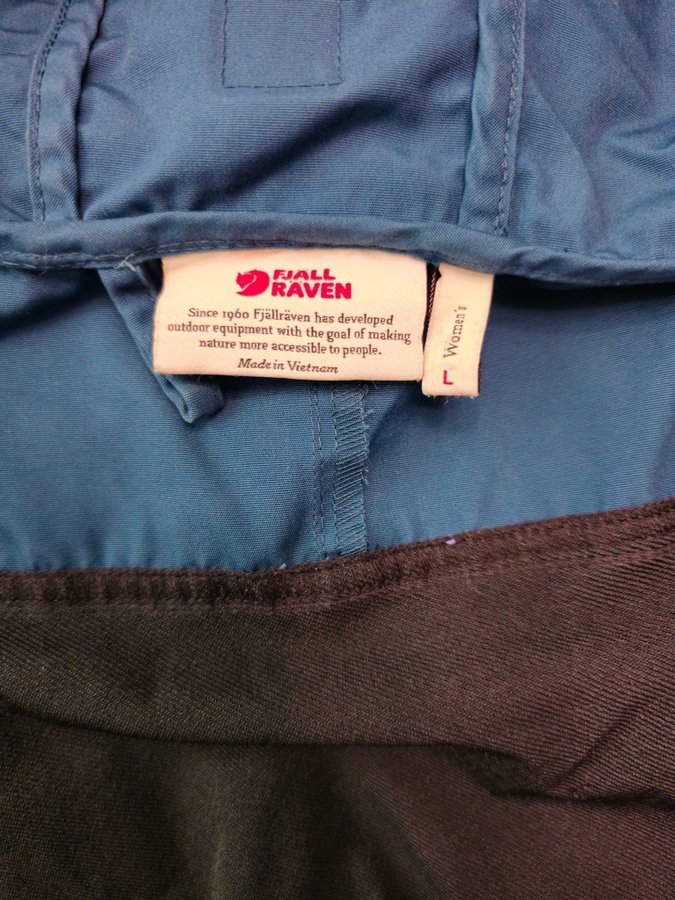 FJALL
RÄVEN
Since 1960 Fjällräven has developed
outdoor equipment with the goal of making
nature more accessible to people.
Made in Vietnam
Women's
L